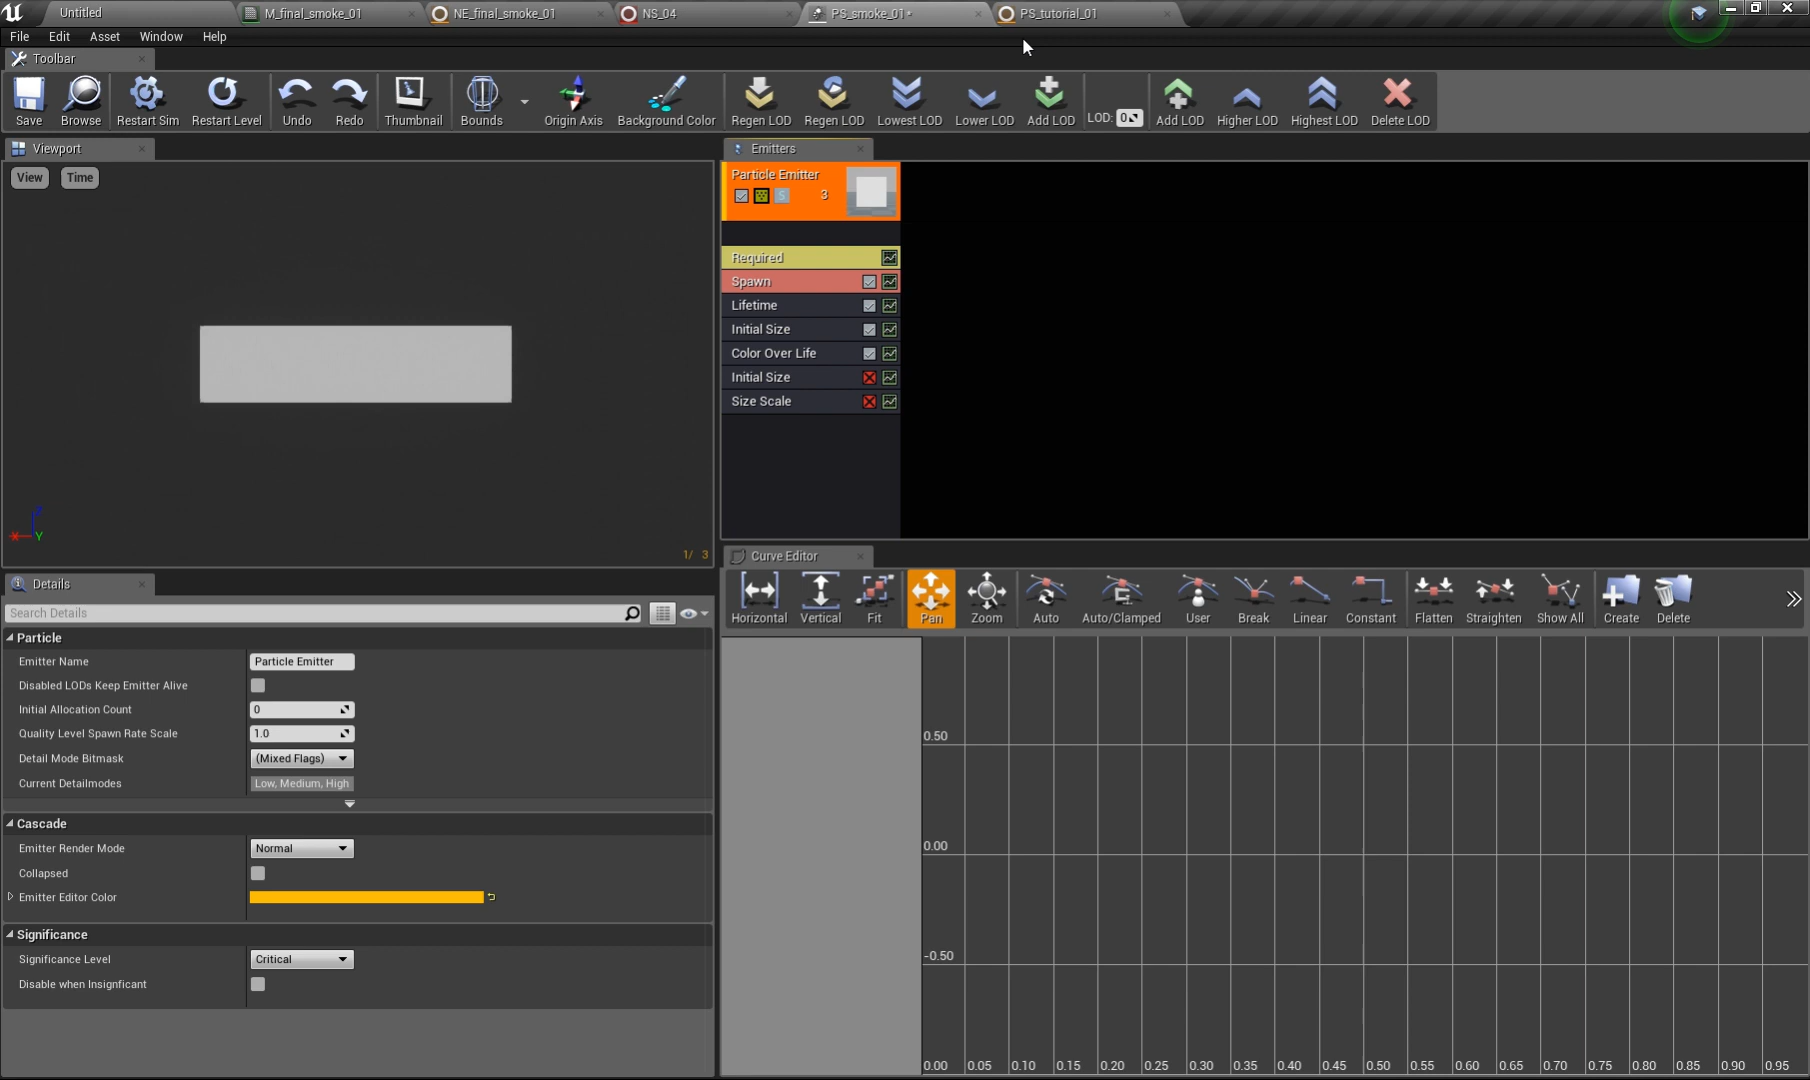 Untitled
M_final_smoke_01
NE_final_smoke_01
NS_04
PS_smoke_01•
PS_tutorial_01
File Edit Asset Window Help
Toolbar
Save Browse Restart Sim Restart Level Undo Redo Thumbnail Bounds Origin Axis Background Color Regen LOD Regen LOD Lowest LOD Lower LOD Add LOD LOD: 0 Add LOD Higher LOD Highest LOD Delete LOD
Viewport
View Time
Y
1/ 3
Emitters
Particle Emitter
S 3
Required
Spawn
Lifetime
Initial Size
Color Over Life
Initial Size
Size Scale
Details
Search Details
Particle
Emitter Name Particle Emitter
Disabled LODs Keep Emitter Alive
Initial Allocation Count 0
Quality Level Spawn Rate Scale 1.0
Detail Mode Bitmask (Mixed Flags)
Current Detailmodes Low, Medium, High
Cascade
Emitter Render Mode Normal
Collapsed
Emitter Editor Color
Significance
Significance Level Critical
Disable when Insignficant
Curve Editor
Horizontal Vertical Fit Pan Zoom Auto Auto/Clamped User Break Linear Constant Flatten Straighten Show All Create Delete
0.50
0.00
-0.50
0.00 0.05 0.10 0.15 0.20 0.25 0.30 0.35 0.40 0.45 0.50 0.55 0.60 0.65 0.70 0.75 0.80 0.85 0.90 0.95